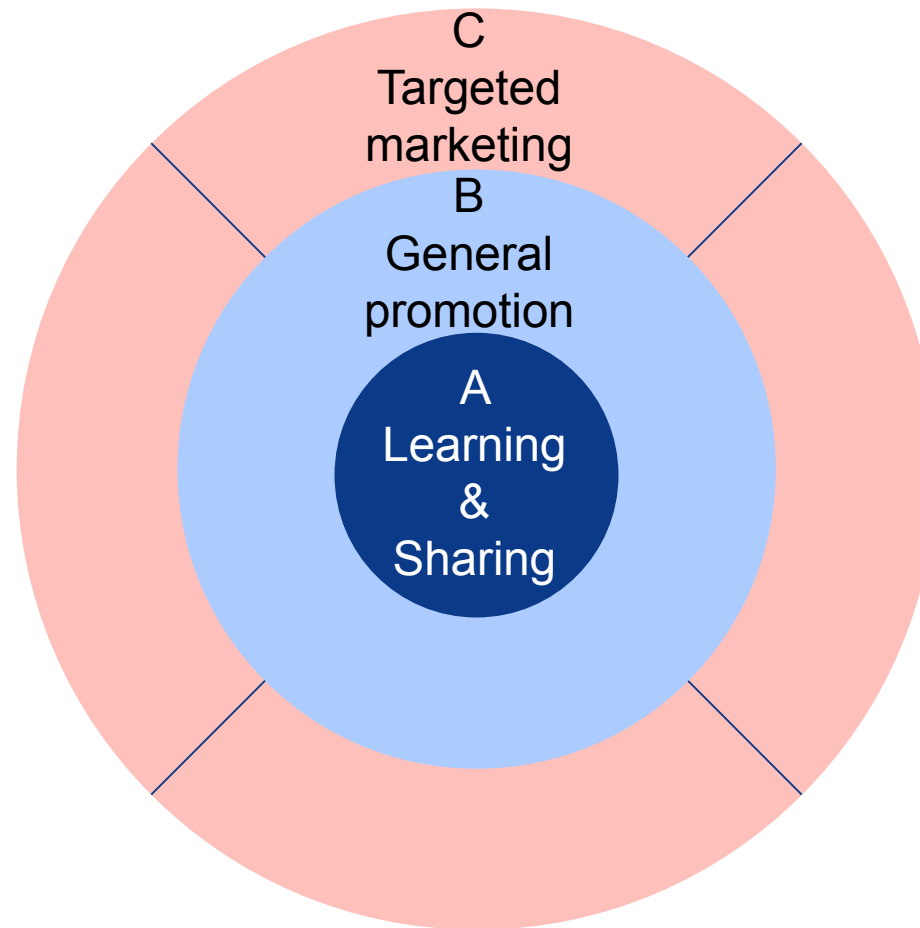 C
Targeted
marketing
B
General
promotion
A
Learning
&
Sharing